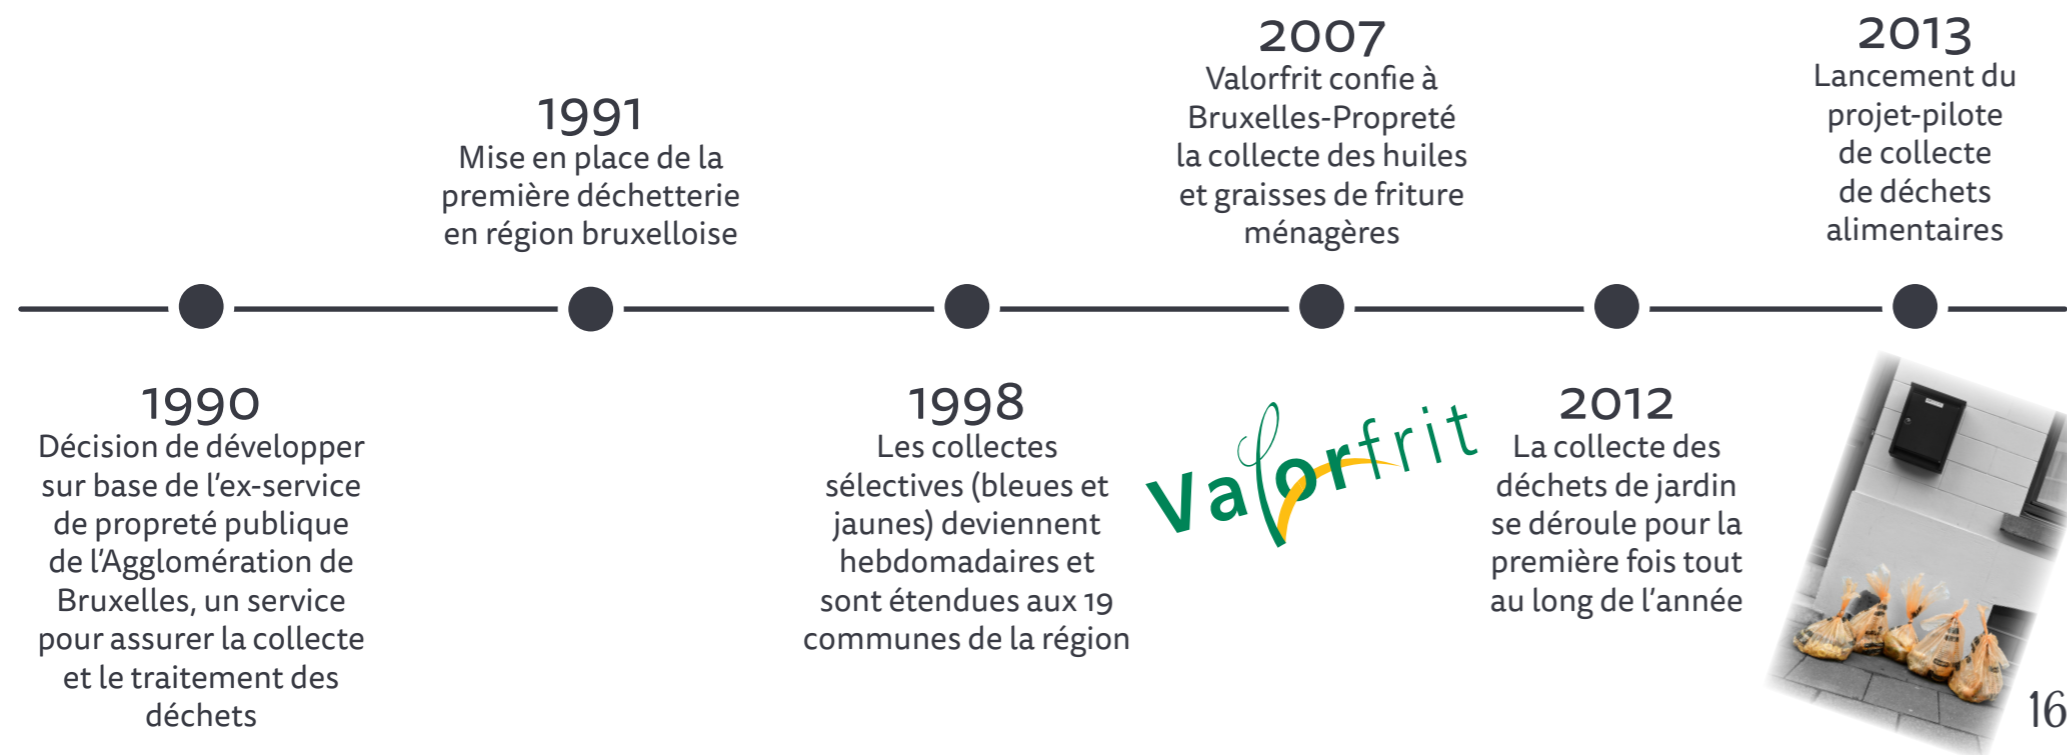 1990
Décision de développer
sur base de l'ex-service
de propreté publique
de l'Agglomération de
Bruxelles, un service
pour assurer la collecte
et le traitement des
déchets
1991
Mise en place de la
première déchetterie
en région bruxelloise
1998
Les collectes
sélectives (bleues et
jaunes) deviennent
hebdomadaires et
sont étendues aux 19
communes de la région
2007
Valorfrit confie à
Bruxelles-Propreté
la collecte des huiles
et graisses de friture
ménagères
Valorfrit
2012
La collecte des
déchets de jardin
se déroule pour la
première fois tout
au long de l'année
2013
Lancement du
projet-pilote
de collecte
de déchets
alimentaires
16